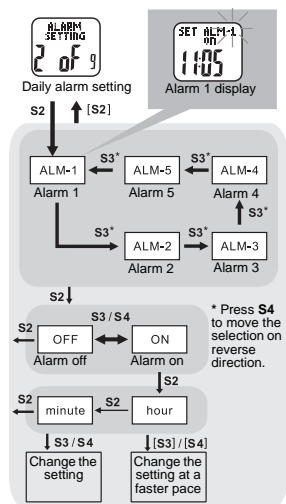 ALARM
SETTING
2 of 9
Daily alarm setting
SET ALM-1
on
11:05
Alarm 1 display
S2
[S2]
S3*
S3*
ALM-1
ALM-5
ALM-4
Alarm 1
Alarm 5
Alarm 4
S3*
S3*
S3*
ALM-2
ALM-3
Alarm 2
Alarm 3
S2
S3 / S4
S2
OFF
ON
Alarm off
Alarm on
* Press S4
to move the
selection on
reverse
direction.
S2
S2
minute
S2
hour
S3 / S4
[S3] / [S4]
Change the
setting
Change the
setting at a
faster pace